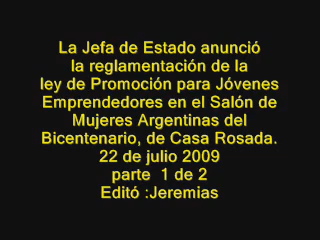 La Jefa de Estado anunció
la reglamentación de la
ley de Promoción para Jóvenes
Emprendedores en el Salón de
Mujeres Argentinas del
Bicentenario, de Casa Rosada.
22 de julio 2009
parte  1 de 2
Editó :Jeremias